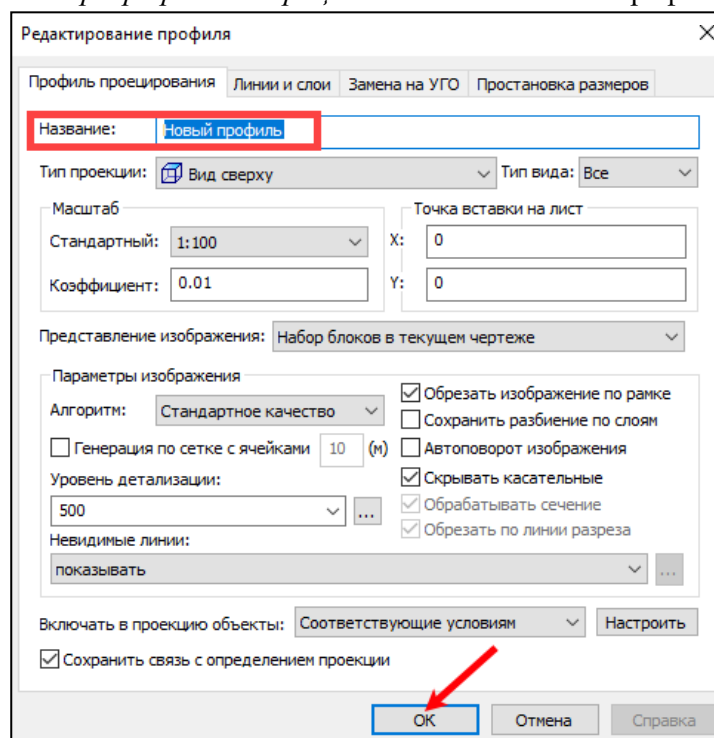 Редактирование профиля
Профиль проецирования Линии и слои Замена на УГО Простановка размеров
Название: Новый профиль
Тип проекции: Вид сверху Тип вида: Все
Масштаб Точка вставки на лист
Стандартный: 1:100 X: 0
Коэффициент: 0.01 Y: 0
Представление изображения: Набор блоков в текущем чертеже
Параметры изображения
Обрезать изображение по рамке
Алгоритм: Стандартное качество
Сохранить разбиение по слоям
Генерация по сетке с ячейками 10 (м) Автоповорот изображения
Уровень детализации: Скрывать касательные
500 ... Обрабатывать сечение
Обрезать по линии разреза
Невидимые линии:
показывать ...
Включать в проекцию объекты: Соответствующие условиям Настроить
Сохранить связь с определением проекции
ОК Отмена Справка